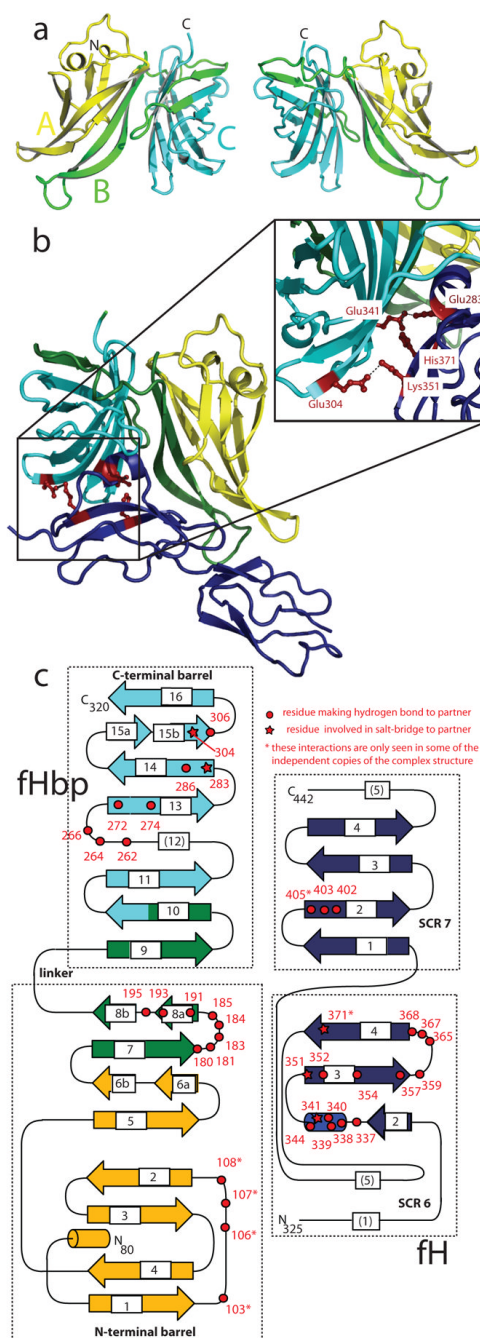 a
N
A
B
C
C
C
b
Glu341
Glu283
His371
Lys351
Glu304
c
C-terminal barrel
fHbp
C320
16
15a
15b
306
304
14
286
283
13
272
274
266
264
262
(12)
11
10
9
linker
residue making hydrogen bond to partner
residue involved in salt-bridge to partner
* these interactions are only seen in some of the
independent copies of the complex structure
C442
(5)
4
3
405*
403
402
2
SCR 7
1
195
193
191
185
8b
8a
184
7
183
180
181
6b
6a
5
2
108*
107*
3
N80
106*
4
1
103*
N-terminal barrel
371*
368
4
367
365
351
352
3
354
357
359
341
340
2
344
339
338
337
(5)
SCR 6
N325
(1)
fH